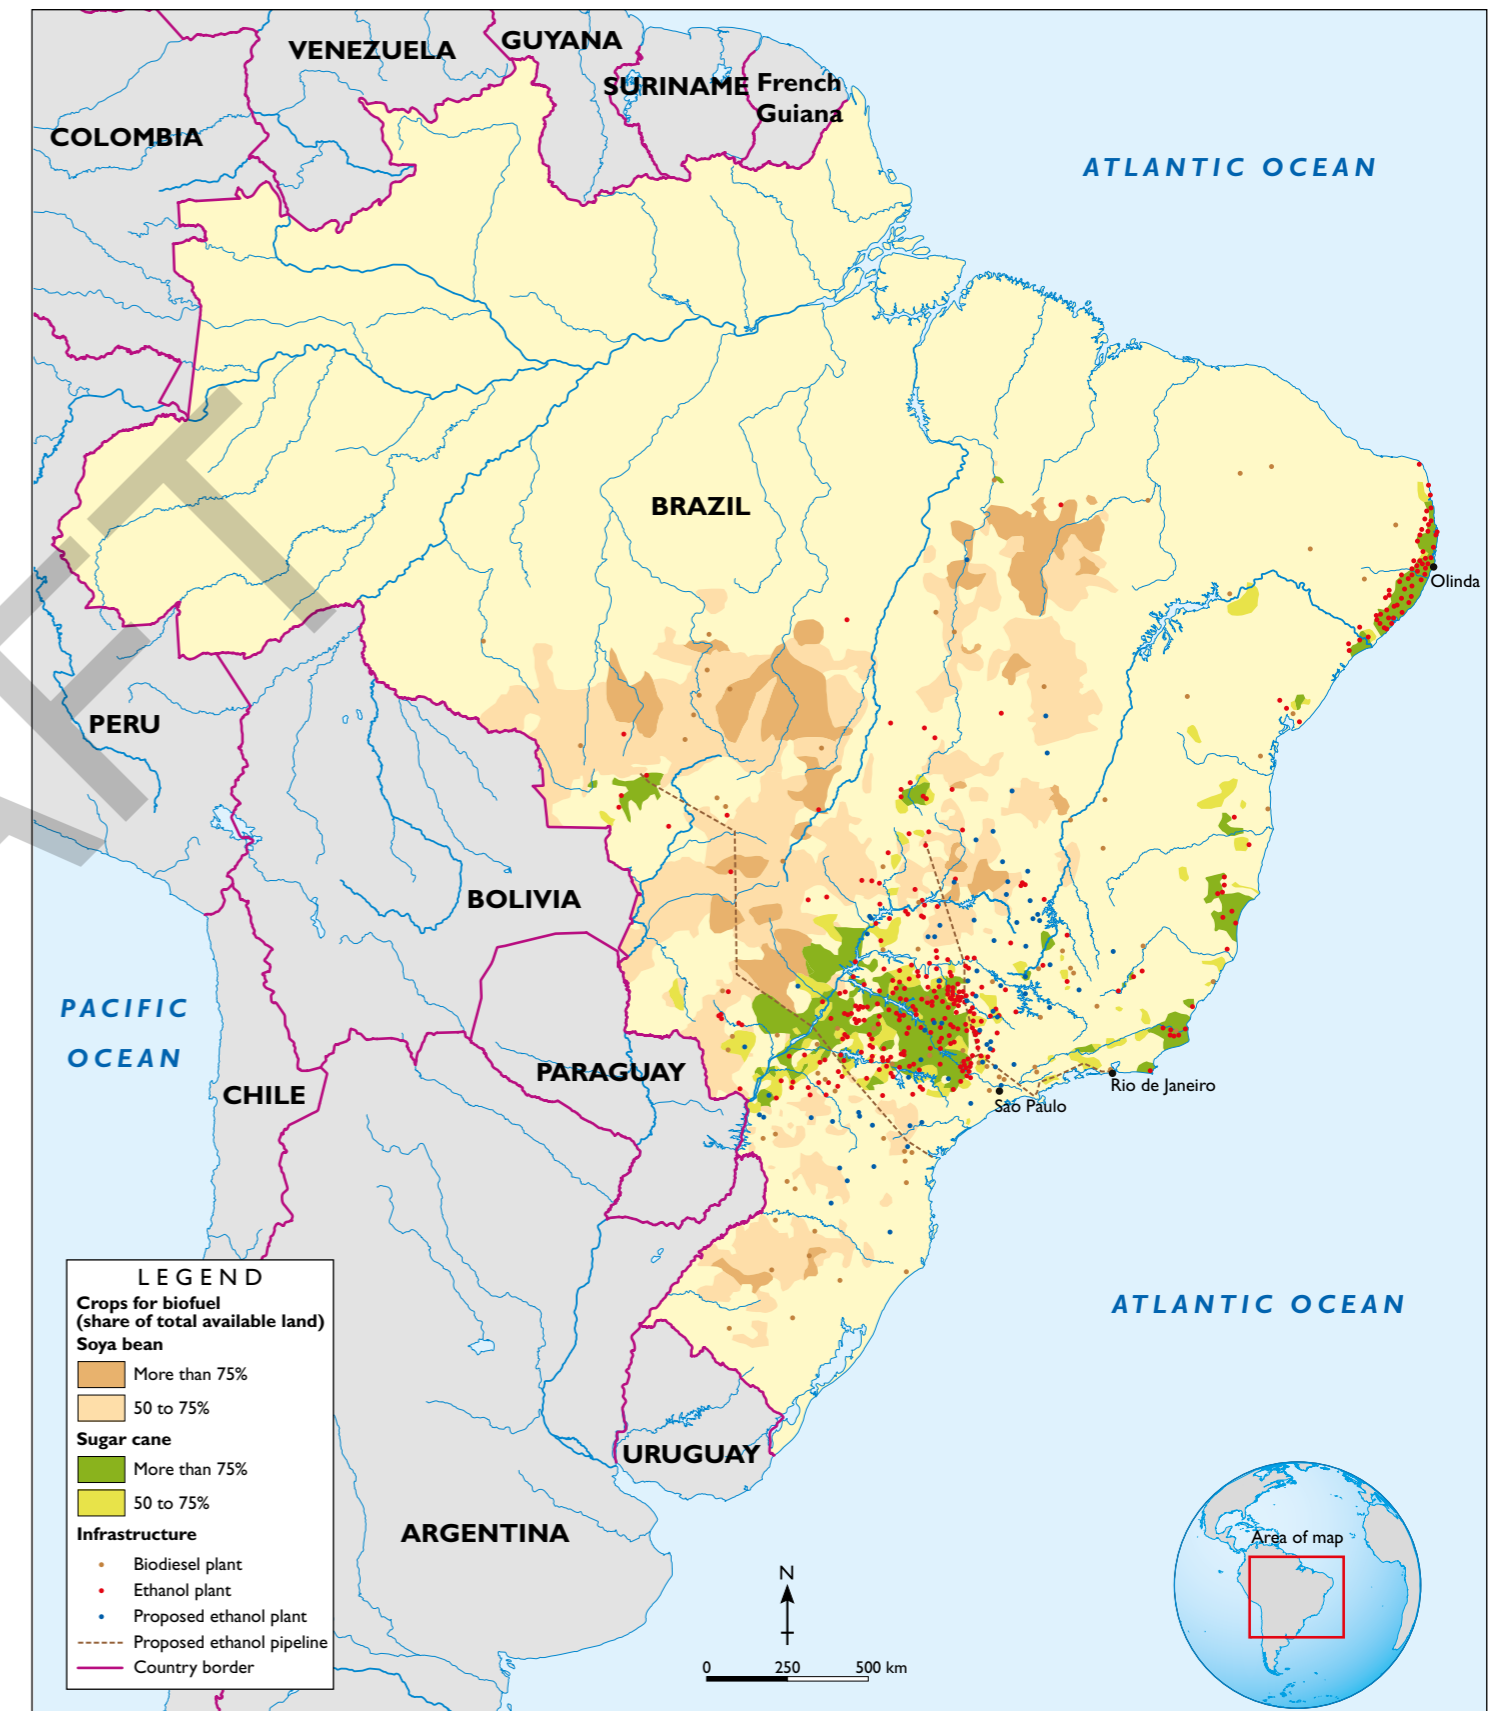 VENEZUELA
GUYANA
SURINAME
French
Guiana
COLOMBIA
ATLANTIC OCEAN
BRAZIL
Olinda
PERU
BOLIVIA
PACIFIC
OCEAN
PARAGUAY
CHILE
Rio de Janeiro
São Paulo
ATLANTIC OCEAN
URUGUAY
ARGENTINA
LEGEND
Crops for biofuel
(share of total available land)
Soya bean
More than 75%
50 to 75%
Sugar cane
More than 75%
50 to 75%
Infrastructure
Biodiesel plant
Ethanol plant
Proposed ethanol plant
Proposed ethanol pipeline
Country border
N
0 250 500 km
Area of map